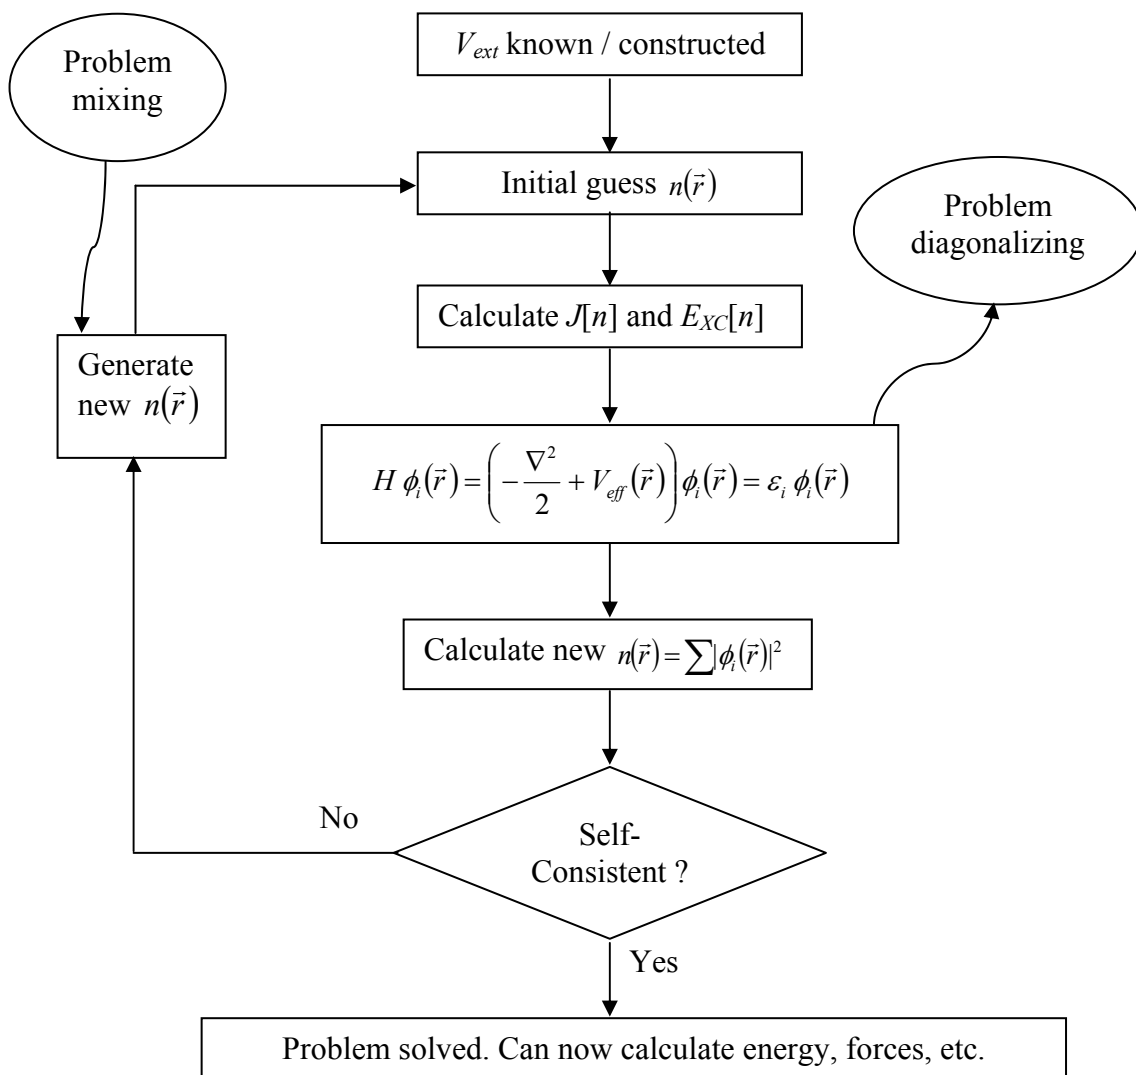 Problem
mixing
V_ext known / constructed
Initial guess n(r⃗)
Problem
diagonalizing
Calculate J[n] and E_XC[n]
Generate
new n(r⃗)
H ϕ_i(r⃗) = ( −∇²/2 + V_eff(r⃗) ) ϕ_i(r⃗) = ε_i ϕ_i(r⃗)
Calculate new n(r⃗) = ∑|ϕ_i(r⃗)|²
No
Self-
Consistent ?
Yes
Problem solved. Can now calculate energy, forces, etc.